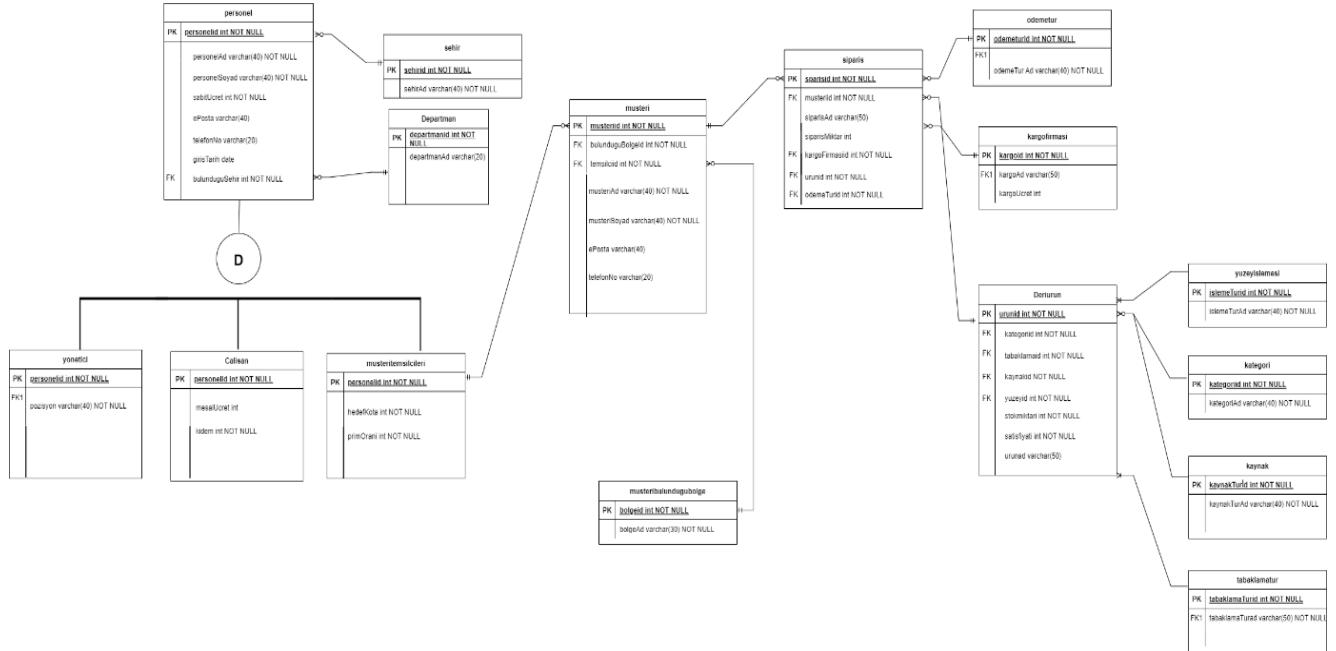 personel
PK personelid int NOT NULL
personelAd varchar(40) NOT NULL
personelSoyad varchar(40) NOT NULL
sabitUcret int NOT NULL
ePosta varchar(40)
telefonNo varchar(20)
girisTarih date
FK bulunduguSehir int NOT NULL
sehir
PK sehirid int NOT NULL
sehirAd varchar(40) NOT NULL
Departman
PK departmanid int NOT
NULL
departmanAd varchar(20)
D
yonetici
PK personelid int NOT NULL
FK1
pozisyon varchar(40) NOT NULL
Calisan
PK personelid int NOT NULL
mesaiUcret int
kidem int NOT NULL
musteritemsilcileri
PK personelid int NOT NULL
hedefKota int NOT NULL
primOrani int NOT NULL
musteri
PK musteriid int NOT NULL
FK bulunduguBolgeid int NOT NULL
FK temsilciid int NOT NULL
musteriAd varchar(40) NOT NULL
musteriSoyad varchar(40) NOT NULL
ePosta varchar(40)
telefonNo varchar(20)
musteribulundugubolge
PK bolgeid int NOT NULL
bolgeAd varchar(30) NOT NULL
siparis
PK siparisid int NOT NULL
FK musteriid int NOT NULL
siparisAd varchar(50)
siparisMiktar int
FK kargoFirmasiid int NOT NULL
FK urunid int NOT NULL
FK odemeTurid int NOT NULL
odemetur
PK odemeturid int NOT NULL
FK1
odemeTur Ad varchar(40) NOT NULL
kargofirmasi
PK kargoid int NOT NULL
FK1 kargoAd varchar(50)
kargoUcret int
Deriurun
PK urunid int NOT NULL
FK kategoriid int NOT NULL
FK tabaklamaid int NOT NULL
FK kaynakid int NOT NULL
FK yuzeyid int NOT NULL
stokmiktari int NOT NULL
satisfiyati int NOT NULL
urunad varchar(50)
yuzeyislemesi
PK islemeTurid int NOT NULL
islemeTurAd varchar(40) NOT NULL
kategori
PK kategoriid int NOT NULL
kategoriAd varchar(40) NOT NULL
kaynak
PK kaynakTurid int NOT NULL
kaynakTurAd varchar(40) NOT NULL
tabaklamatur
PK tabaklamaTurid int NOT NULL
FK1 tabaklamaTurad varchar(50) NOT NULL